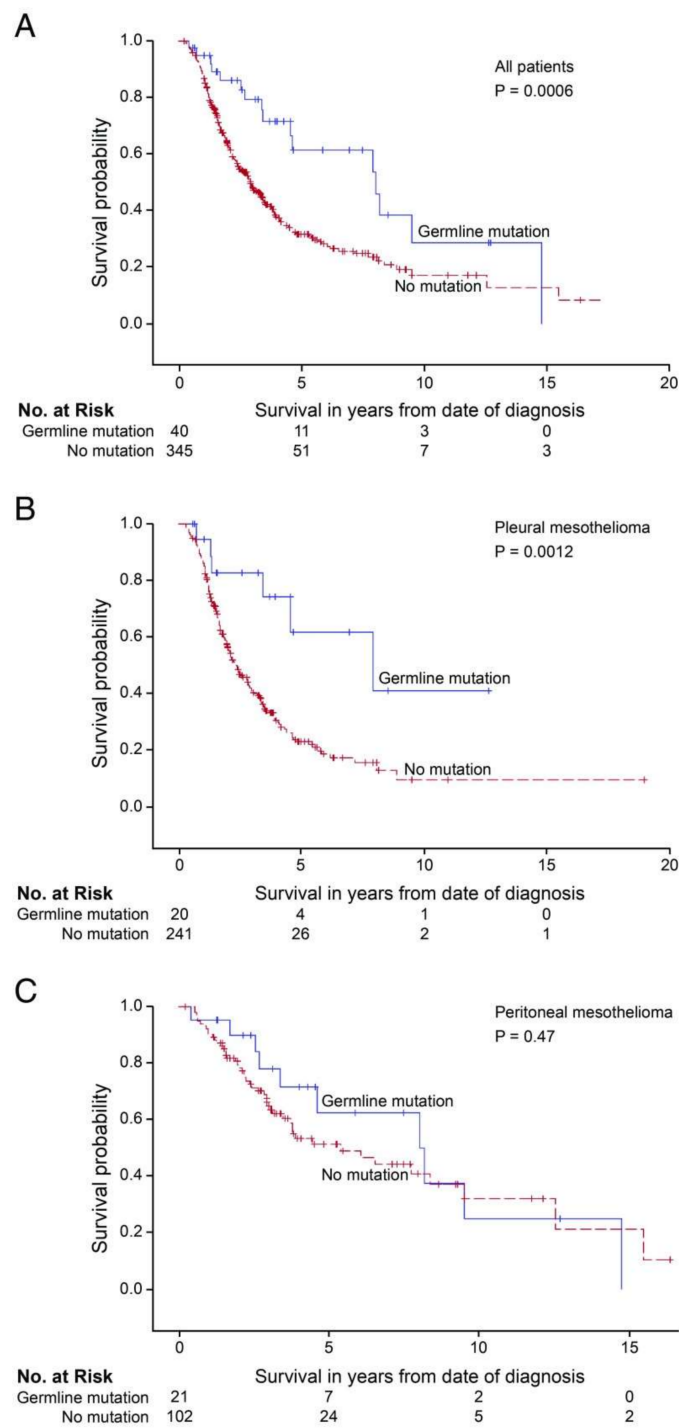 A
1.0
0.8
0.6
0.4
0.2
0.0
Survival probability
All patients
P = 0.0006
Germline mutation
No mutation
0 5 10 15 20
No. at Risk Survival in years from date of diagnosis
Germline mutation 40 11 3 0
No mutation 345 51 7 3
B
1.0
0.8
0.6
0.4
0.2
0.0
Survival probability
Pleural mesothelioma
P = 0.0012
Germline mutation
No mutation
0 5 10 15 20
No. at Risk Survival in years from date of diagnosis
Germline mutation 20 4 1 0
No mutation 241 26 2 1
C
1.0
0.8
0.6
0.4
0.2
0.0
Survival probability
Peritoneal mesothelioma
P = 0.47
Germline mutation
No mutation
0 5 10 15
No. at Risk Survival in years from date of diagnosis
Germline mutation 21 7 2 0
No mutation 102 24 5 2